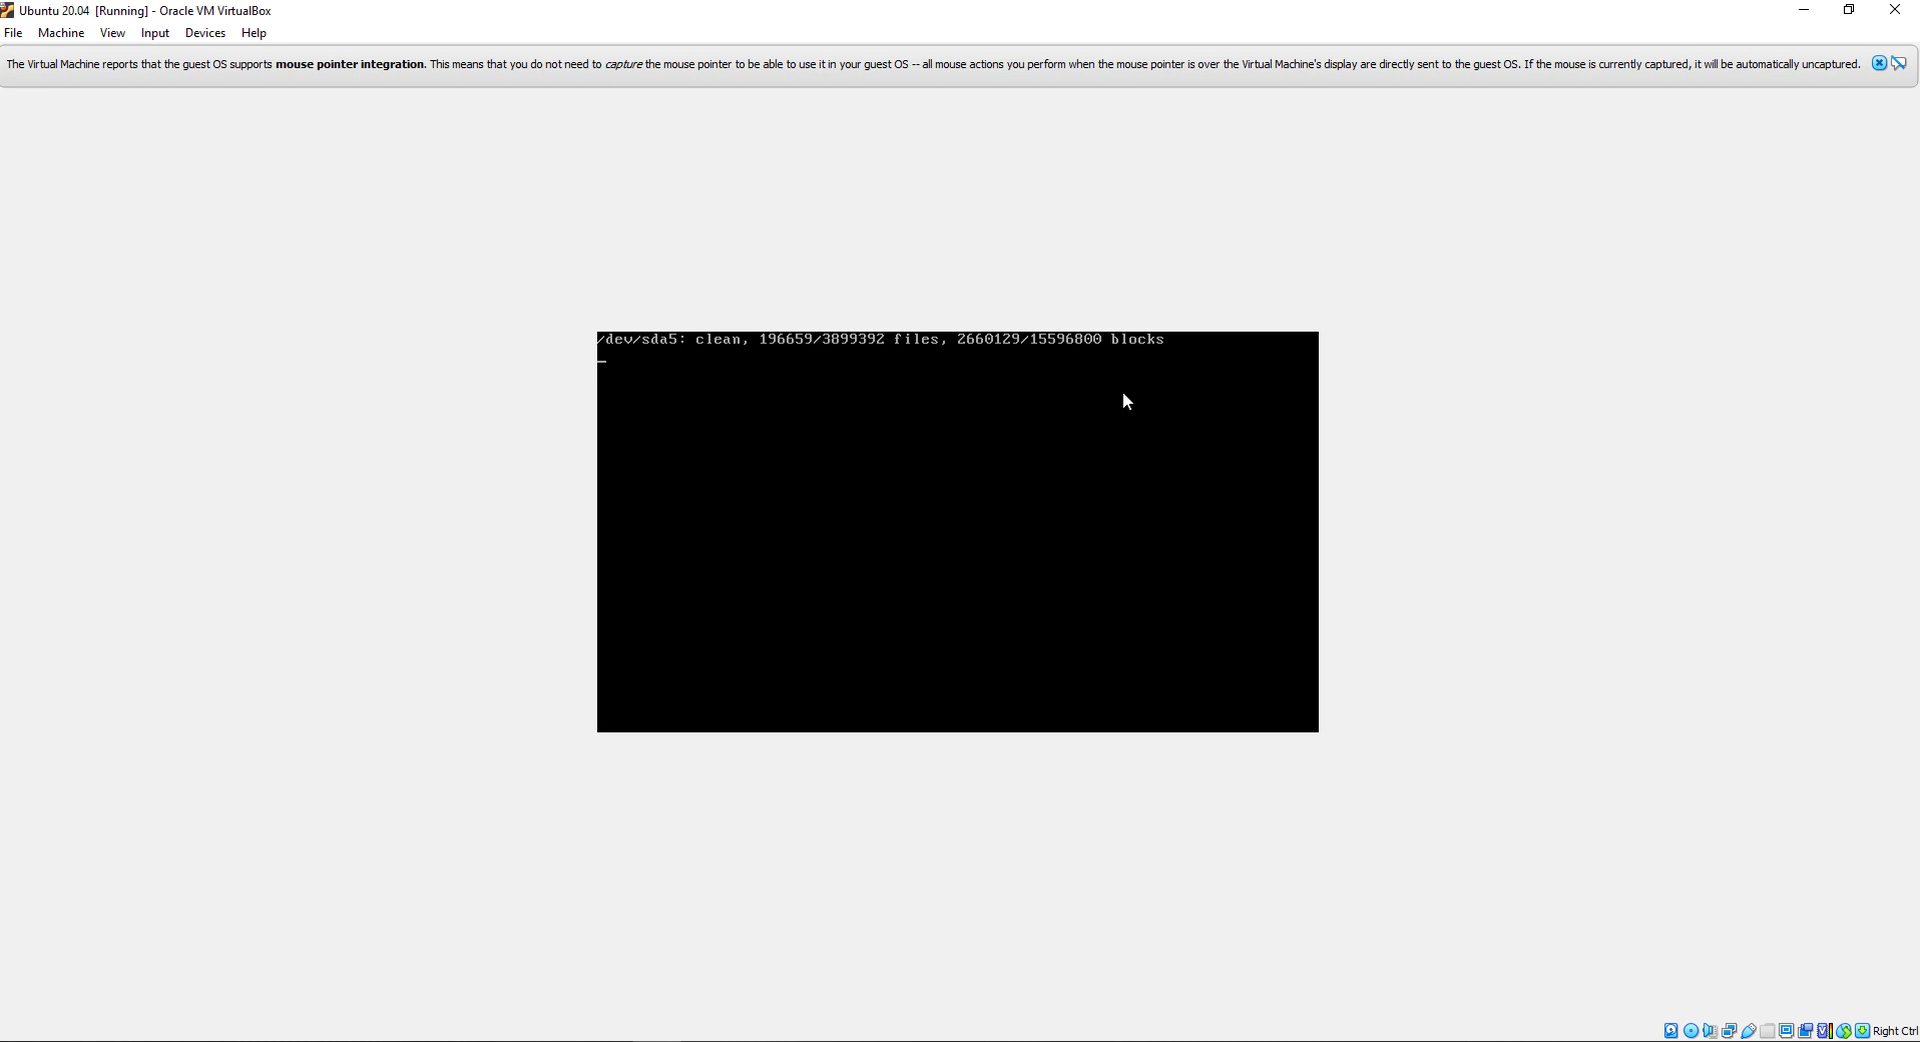 Ubuntu 20.04 [Running] - Oracle VM VirtualBox
File Machine View Input Devices Help
The Virtual Machine reports that the guest OS supports mouse pointer integration. This means that you do not need to capture the mouse pointer to be able to use it in your guest OS -- all mouse actions you perform when the mouse pointer is over the Virtual Machine's display are directly sent to the guest OS. If the mouse is currently captured, it will be automatically uncaptured.
/dev/sda5: clean, 196659/3899392 files, 2660129/15596800 blocks
Right Ctrl